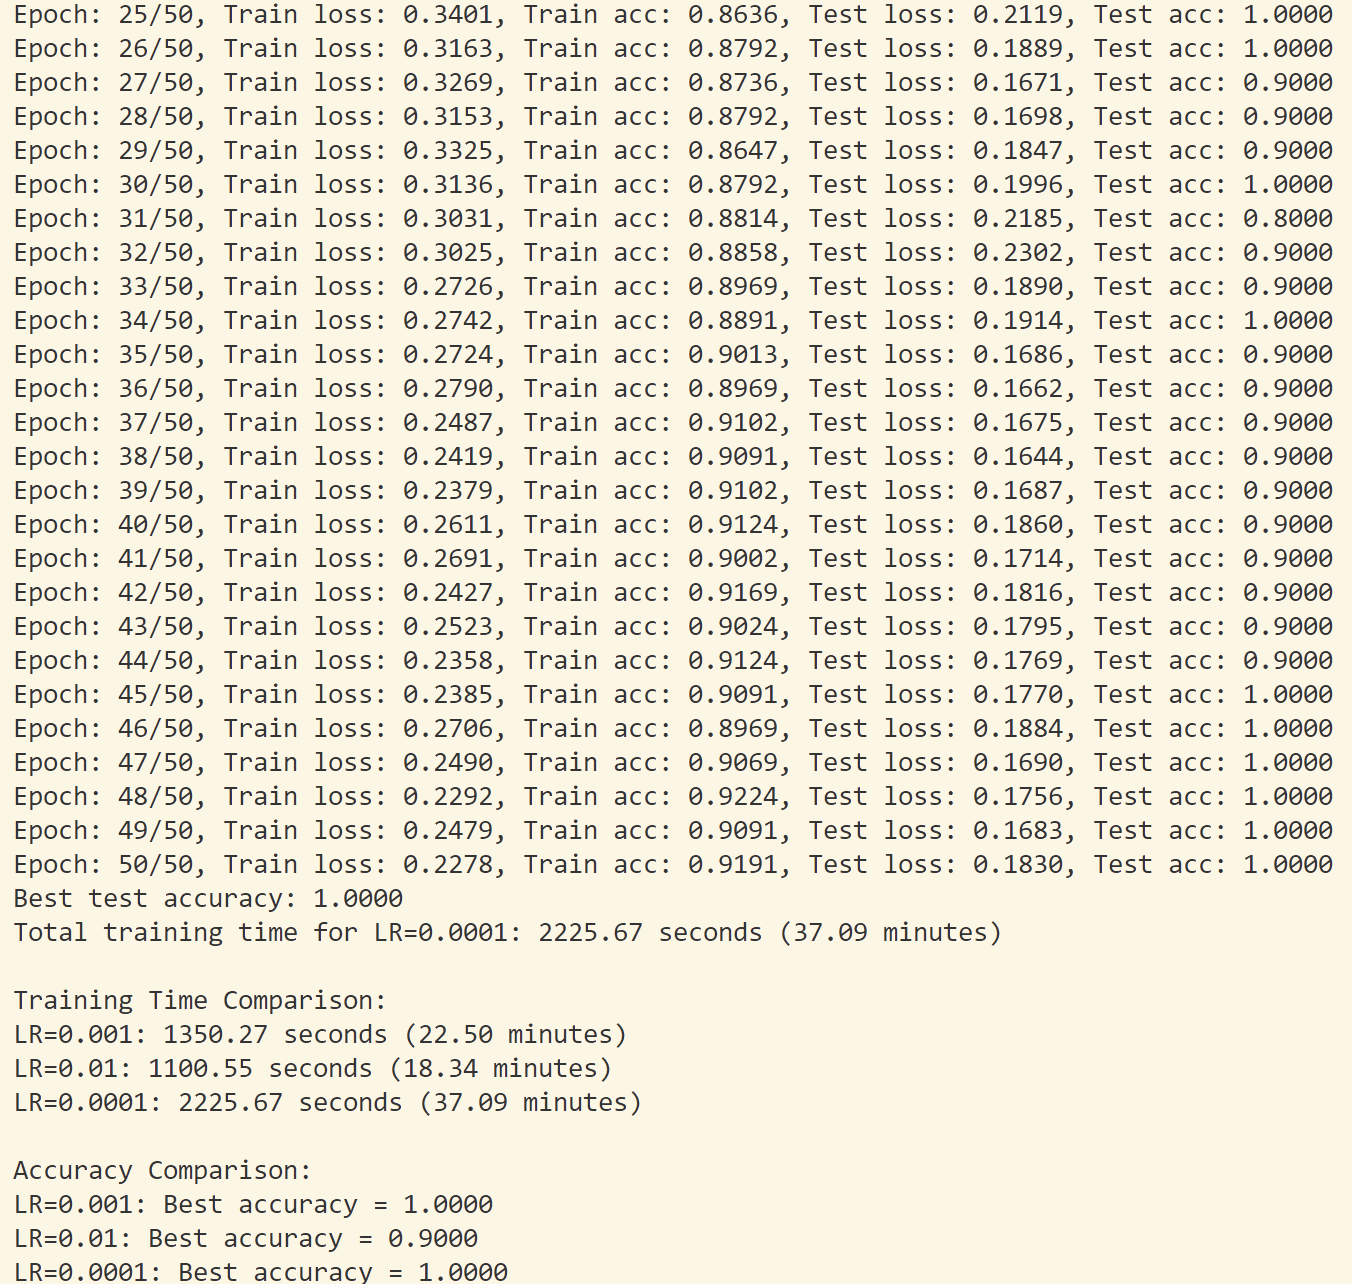 Epoch: 25/50, Train loss: 0.3401, Train acc: 0.8636, Test loss: 0.2119, Test acc: 1.0000
Epoch: 26/50, Train loss: 0.3163, Train acc: 0.8792, Test loss: 0.1889, Test acc: 1.0000
Epoch: 27/50, Train loss: 0.3269, Train acc: 0.8736, Test loss: 0.1671, Test acc: 0.9000
Epoch: 28/50, Train loss: 0.3153, Train acc: 0.8792, Test loss: 0.1698, Test acc: 0.9000
Epoch: 29/50, Train loss: 0.3325, Train acc: 0.8647, Test loss: 0.1847, Test acc: 0.9000
Epoch: 30/50, Train loss: 0.3136, Train acc: 0.8792, Test loss: 0.1996, Test acc: 1.0000
Epoch: 31/50, Train loss: 0.3031, Train acc: 0.8814, Test loss: 0.2185, Test acc: 0.8000
Epoch: 32/50, Train loss: 0.3025, Train acc: 0.8858, Test loss: 0.2302, Test acc: 0.9000
Epoch: 33/50, Train loss: 0.2726, Train acc: 0.8969, Test loss: 0.1890, Test acc: 0.9000
Epoch: 34/50, Train loss: 0.2742, Train acc: 0.8891, Test loss: 0.1914, Test acc: 1.0000
Epoch: 35/50, Train loss: 0.2724, Train acc: 0.9013, Test loss: 0.1686, Test acc: 0.9000
Epoch: 36/50, Train loss: 0.2790, Train acc: 0.8969, Test loss: 0.1662, Test acc: 0.9000
Epoch: 37/50, Train loss: 0.2487, Train acc: 0.9102, Test loss: 0.1675, Test acc: 0.9000
Epoch: 38/50, Train loss: 0.2419, Train acc: 0.9091, Test loss: 0.1644, Test acc: 0.9000
Epoch: 39/50, Train loss: 0.2379, Train acc: 0.9102, Test loss: 0.1687, Test acc: 0.9000
Epoch: 40/50, Train loss: 0.2611, Train acc: 0.9124, Test loss: 0.1860, Test acc: 0.9000
Epoch: 41/50, Train loss: 0.2691, Train acc: 0.9002, Test loss: 0.1714, Test acc: 0.9000
Epoch: 42/50, Train loss: 0.2427, Train acc: 0.9169, Test loss: 0.1816, Test acc: 0.9000
Epoch: 43/50, Train loss: 0.2523, Train acc: 0.9024, Test loss: 0.1795, Test acc: 0.9000
Epoch: 44/50, Train loss: 0.2358, Train acc: 0.9124, Test loss: 0.1769, Test acc: 0.9000
Epoch: 45/50, Train loss: 0.2385, Train acc: 0.9091, Test loss: 0.1770, Test acc: 1.0000
Epoch: 46/50, Train loss: 0.2706, Train acc: 0.8969, Test loss: 0.1884, Test acc: 1.0000
Epoch: 47/50, Train loss: 0.2490, Train acc: 0.9069, Test loss: 0.1690, Test acc: 1.0000
Epoch: 48/50, Train loss: 0.2292, Train acc: 0.9224, Test loss: 0.1756, Test acc: 1.0000
Epoch: 49/50, Train loss: 0.2479, Train acc: 0.9091, Test loss: 0.1683, Test acc: 1.0000
Epoch: 50/50, Train loss: 0.2278, Train acc: 0.9191, Test loss: 0.1830, Test acc: 1.0000
Best test accuracy: 1.0000
Total training time for LR=0.0001: 2225.67 seconds (37.09 minutes)
Training Time Comparison:
LR=0.001: 1350.27 seconds (22.50 minutes)
LR=0.01: 1100.55 seconds (18.34 minutes)
LR=0.0001: 2225.67 seconds (37.09 minutes)
Accuracy Comparison:
LR=0.001: Best accuracy = 1.0000
LR=0.01: Best accuracy = 0.9000
LR=0.0001: Best accuracy = 1.0000